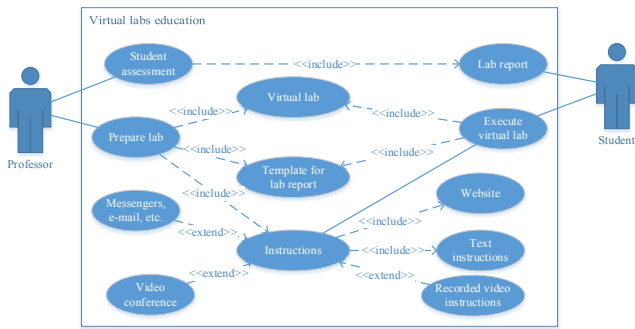 Virtual labs education
Student
assessment
<<include>>
Lab report
Professor
Student
<<include>>
Virtual lab
Execute
virtual lab
Prepare lab
<<include>>
<<include>>
Template for
lab report
<<include>>
Messengers,
e-mail, etc.
<<extend>>
Website
<<include>>
Instructions
<<include>>
Text
instructions
<<extend>>
<<extend>>
Video
conference
Recorded video
instructions